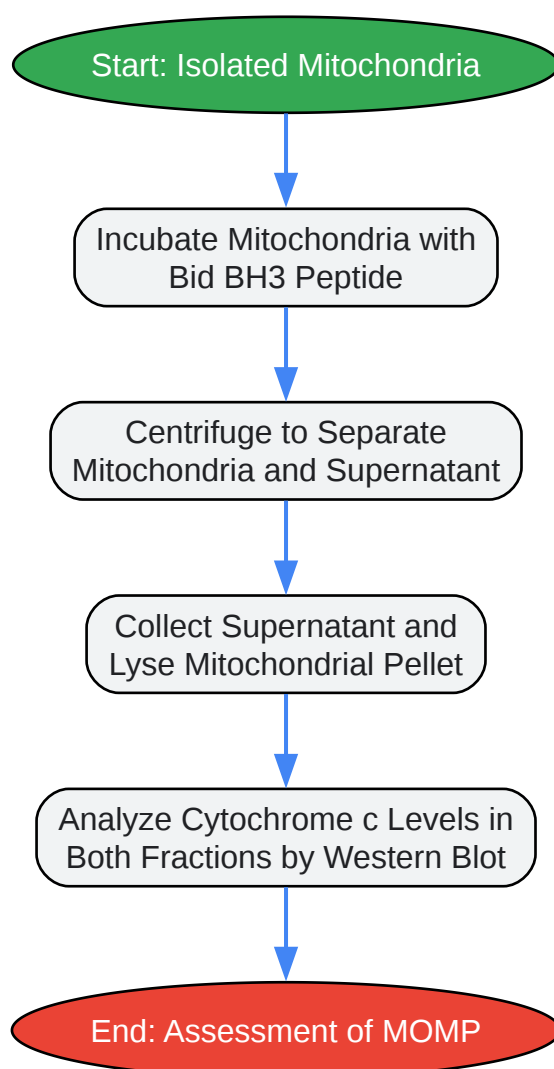 Start: Isolated Mitochondria
Incubate Mitochondria with
Bid BH3 Peptide
Centrifuge to Separate
Mitochondria and Supernatant
Collect Supernatant and
Lyse Mitochondrial Pellet
Analyze Cytochrome c Levels in
Both Fractions by Western Blot
End: Assessment of MOMP